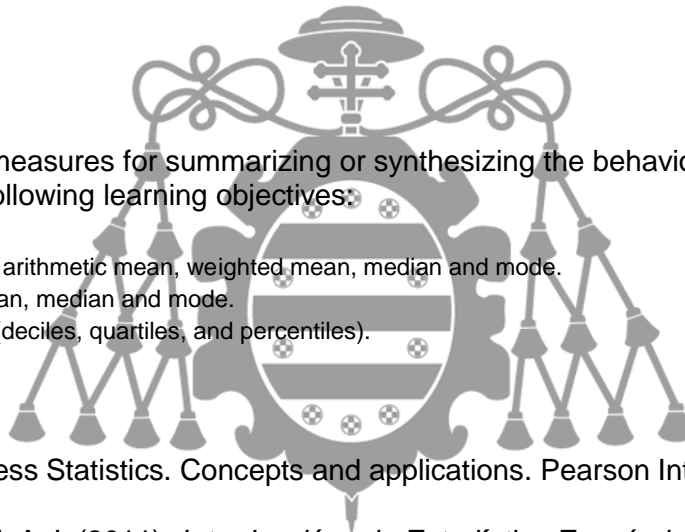 measures for summarizing or synthesizing the behavio
ollowing learning objectives:
arithmetic mean, weighted mean, median and mode.
an, median and mode.
(deciles, quartiles, and percentiles).
ess Statistics. Concepts and applications. Pearson Int